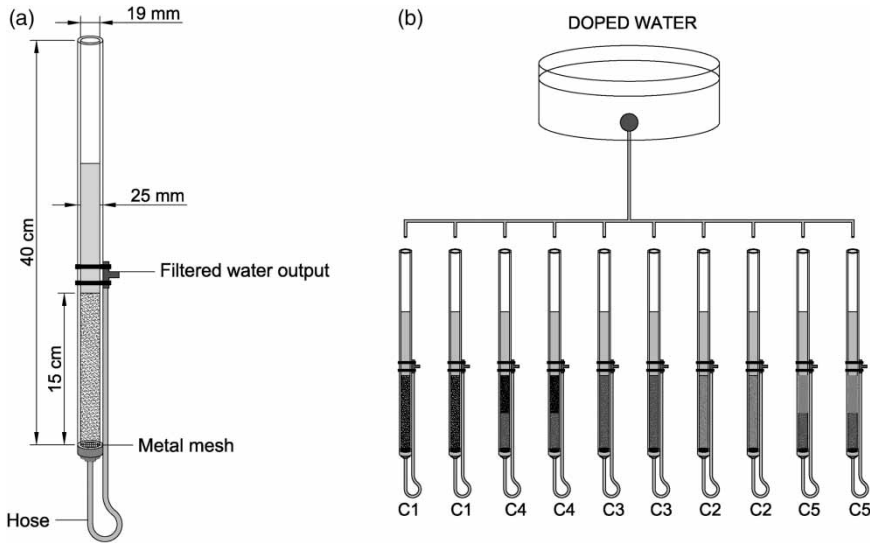 (a)
19 mm
40 cm
25 mm
Filtered water output
15 cm
Metal mesh
Hose
(b)
DOPED WATER
C1 C1 C4 C4 C3 C3 C2 C2 C5 C5